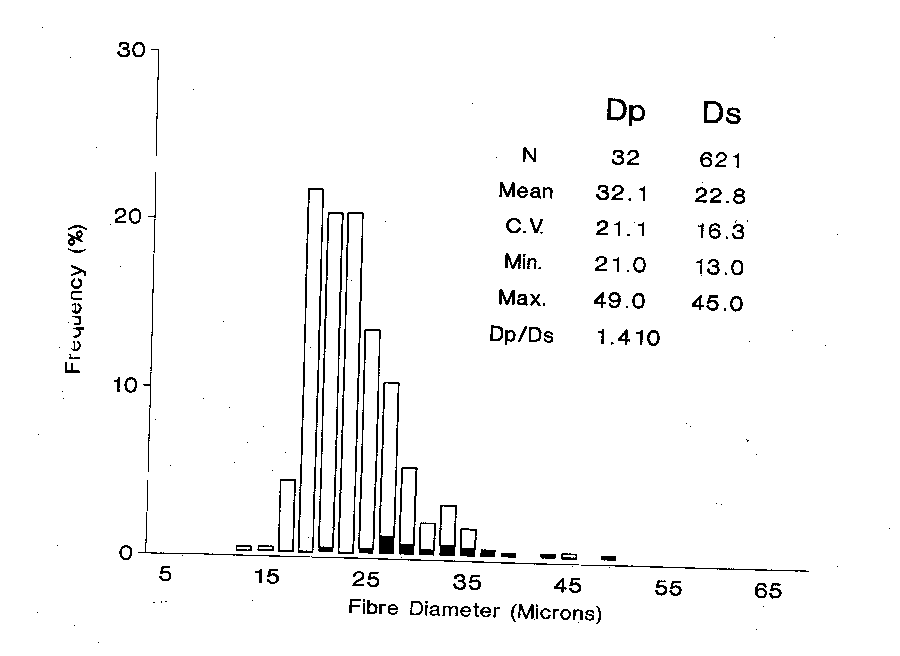 30
20
10
0
Frequency (%)
Dp Ds
N 32 621
Mean 32.1 22.8
C.V. 21.1 16.3
Min. 21.0 13.0
Max. 49.0 45.0
Dp/Ds 1.410
5 15 25 35 45 55 65
Fibre Diameter (Microns)